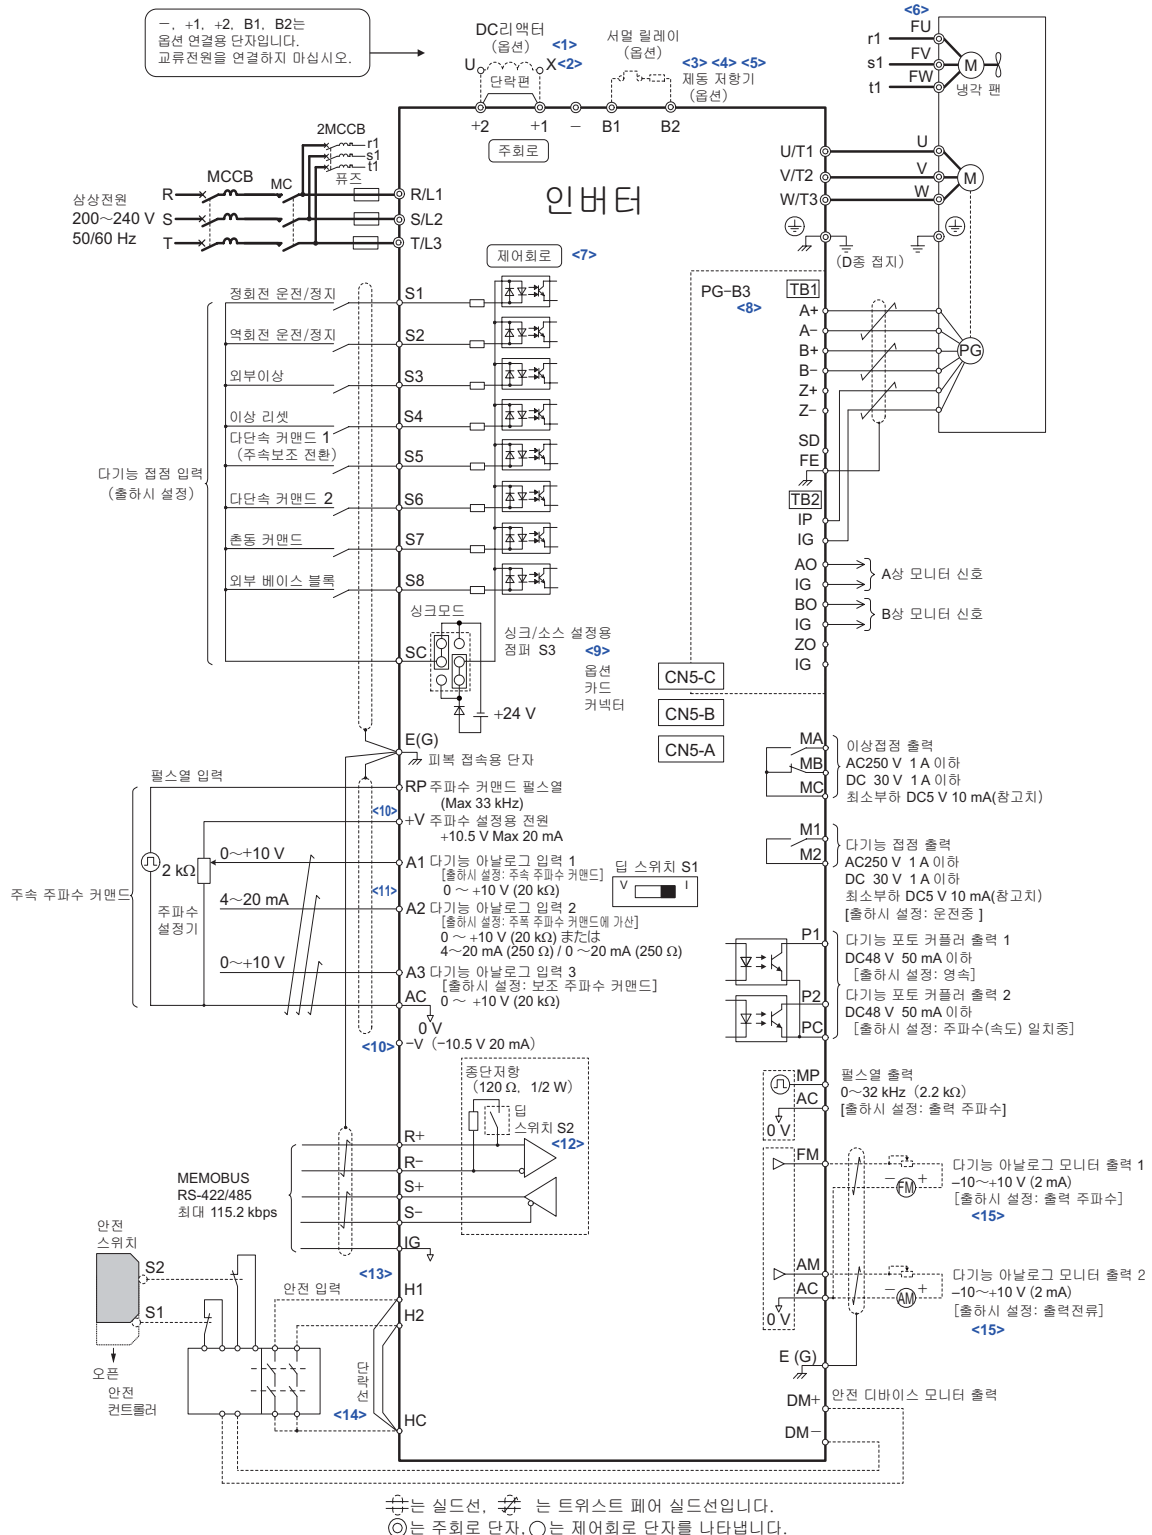 −, +1, +2, B1, B2는
옵션 연결용 단자입니다.
교류전원을 연결하지 마십시오.
DC리액터
(옵션)
<1>
U X <2>
단락편
서멀 릴레이
(옵션)
<3> <4> <5>
제동 저항기
(옵션)
+2 +1 − B1 B2
주회로
<6>
r1 FU
s1 FV
t1 FW
M
냉각 팬
2MCCB
r1
s1
t1
퓨즈
MCCB
MC
삼상전원
200～240 V
50/60 Hz
R
S
T
R/L1
S/L2
T/L3
인버터
U/T1 U
V/T2 V
W/T3 W
M
(D종 접지)
제어회로 <7>
정회전 운전/정지 S1
역회전 운전/정지 S2
외부이상 S3
이상 리셋 S4
다단속 커맨드 1
(주속보조 전환) S5
다단속 커맨드 2 S6
촌동 커맨드 S7
외부 베이스 블록 S8
다기능 접점 입력
(출하시 설정)
SC
싱크모드
싱크/소스 설정용
점퍼 S3 <9>
+24 V
옵션
카드
커넥터
CN5-C
CN5-B
CN5-A
PG−B3
<8>
TB1
A+
A−
B+
B−
Z+
Z−
SD
FE
PG
TB2
IP
IG
AO
IG
A상 모니터 신호
BO
IG
B상 모니터 신호
ZO
IG
E(G)
피복 접속용 단자
펄스열 입력
RP 주파수 커맨드 펄스열
(Max 33 kHz)
<10>
+V 주파수 설정용 전원
+10.5 V Max 20 mA
주속 주파수 커맨드
2 kΩ
주파수
설정기
0～+10 V
A1 다기능 아날로그 입력 1
[출하시 설정: 주속 주파수 커맨드]
0 ～ +10 V (20 kΩ)
<11>
4～20 mA
A2 다기능 아날로그 입력 2
[출하시 설정: 주폭 주파수 커맨드에 가산]
0 ～ +10 V (20 kΩ) または
4～20 mA (250 Ω) / 0 ～20 mA (250 Ω)
0～+10 V
A3 다기능 아날로그 입력 3
[출하시 설정: 보조 주파수 커맨드]
0 ～ +10 V (20 kΩ)
AC
0 V
<10> −V (−10.5 V 20 mA)
딥 스위치 S1
V I
MA
MB
MC
이상접점 출력
AC250 V 1 A 이하
DC 30 V 1 A 이하
최소부하 DC5 V 10 mA(참고치)
M1
M2
다기능 접점 출력
AC250 V 1 A 이하
DC 30 V 1 A 이하
최소부하 DC5 V 10 mA(참고치)
[출하시 설정: 운전중 ]
P1
다기능 포토 커플러 출력 1
DC48 V 50 mA 이하
[출하시 설정: 영속]
P2
PC
다기능 포토 커플러 출력 2
DC48 V 50 mA 이하
[출하시 설정: 주파수(속도) 일치중]
MP
AC
0 V
펄스열 출력
0～32 kHz (2.2 kΩ)
[출하시 설정: 출력 주파수]
종단저항
(120 Ω, 1/2 W)
딥
스위치 S2
<12>
R+
R−
S+
S−
IG
MEMOBUS
RS-422/485
최대 115.2 kbps
FM
− FM +
다기능 아날로그 모니터 출력 1
–10～+10 V (2 mA)
[출하시 설정: 출력 주파수]
<15>
AM
AC
0 V
− AM +
다기능 아날로그 모니터 출력 2
–10～+10 V (2 mA)
[출하시 설정: 출력전류]
<15>
E (G)
안전
스위치
S2
S1
오픈
안전
컨트롤러
<13>
안전 입력
H1
H2
단락선
<14>
HC
DM+ 안전 디바이스 모니터 출력
DM−
는 실드선, 는 트위스트 페어 실드선입니다.
는 주회로 단자, 는 제어회로 단자를 나타냅니다.